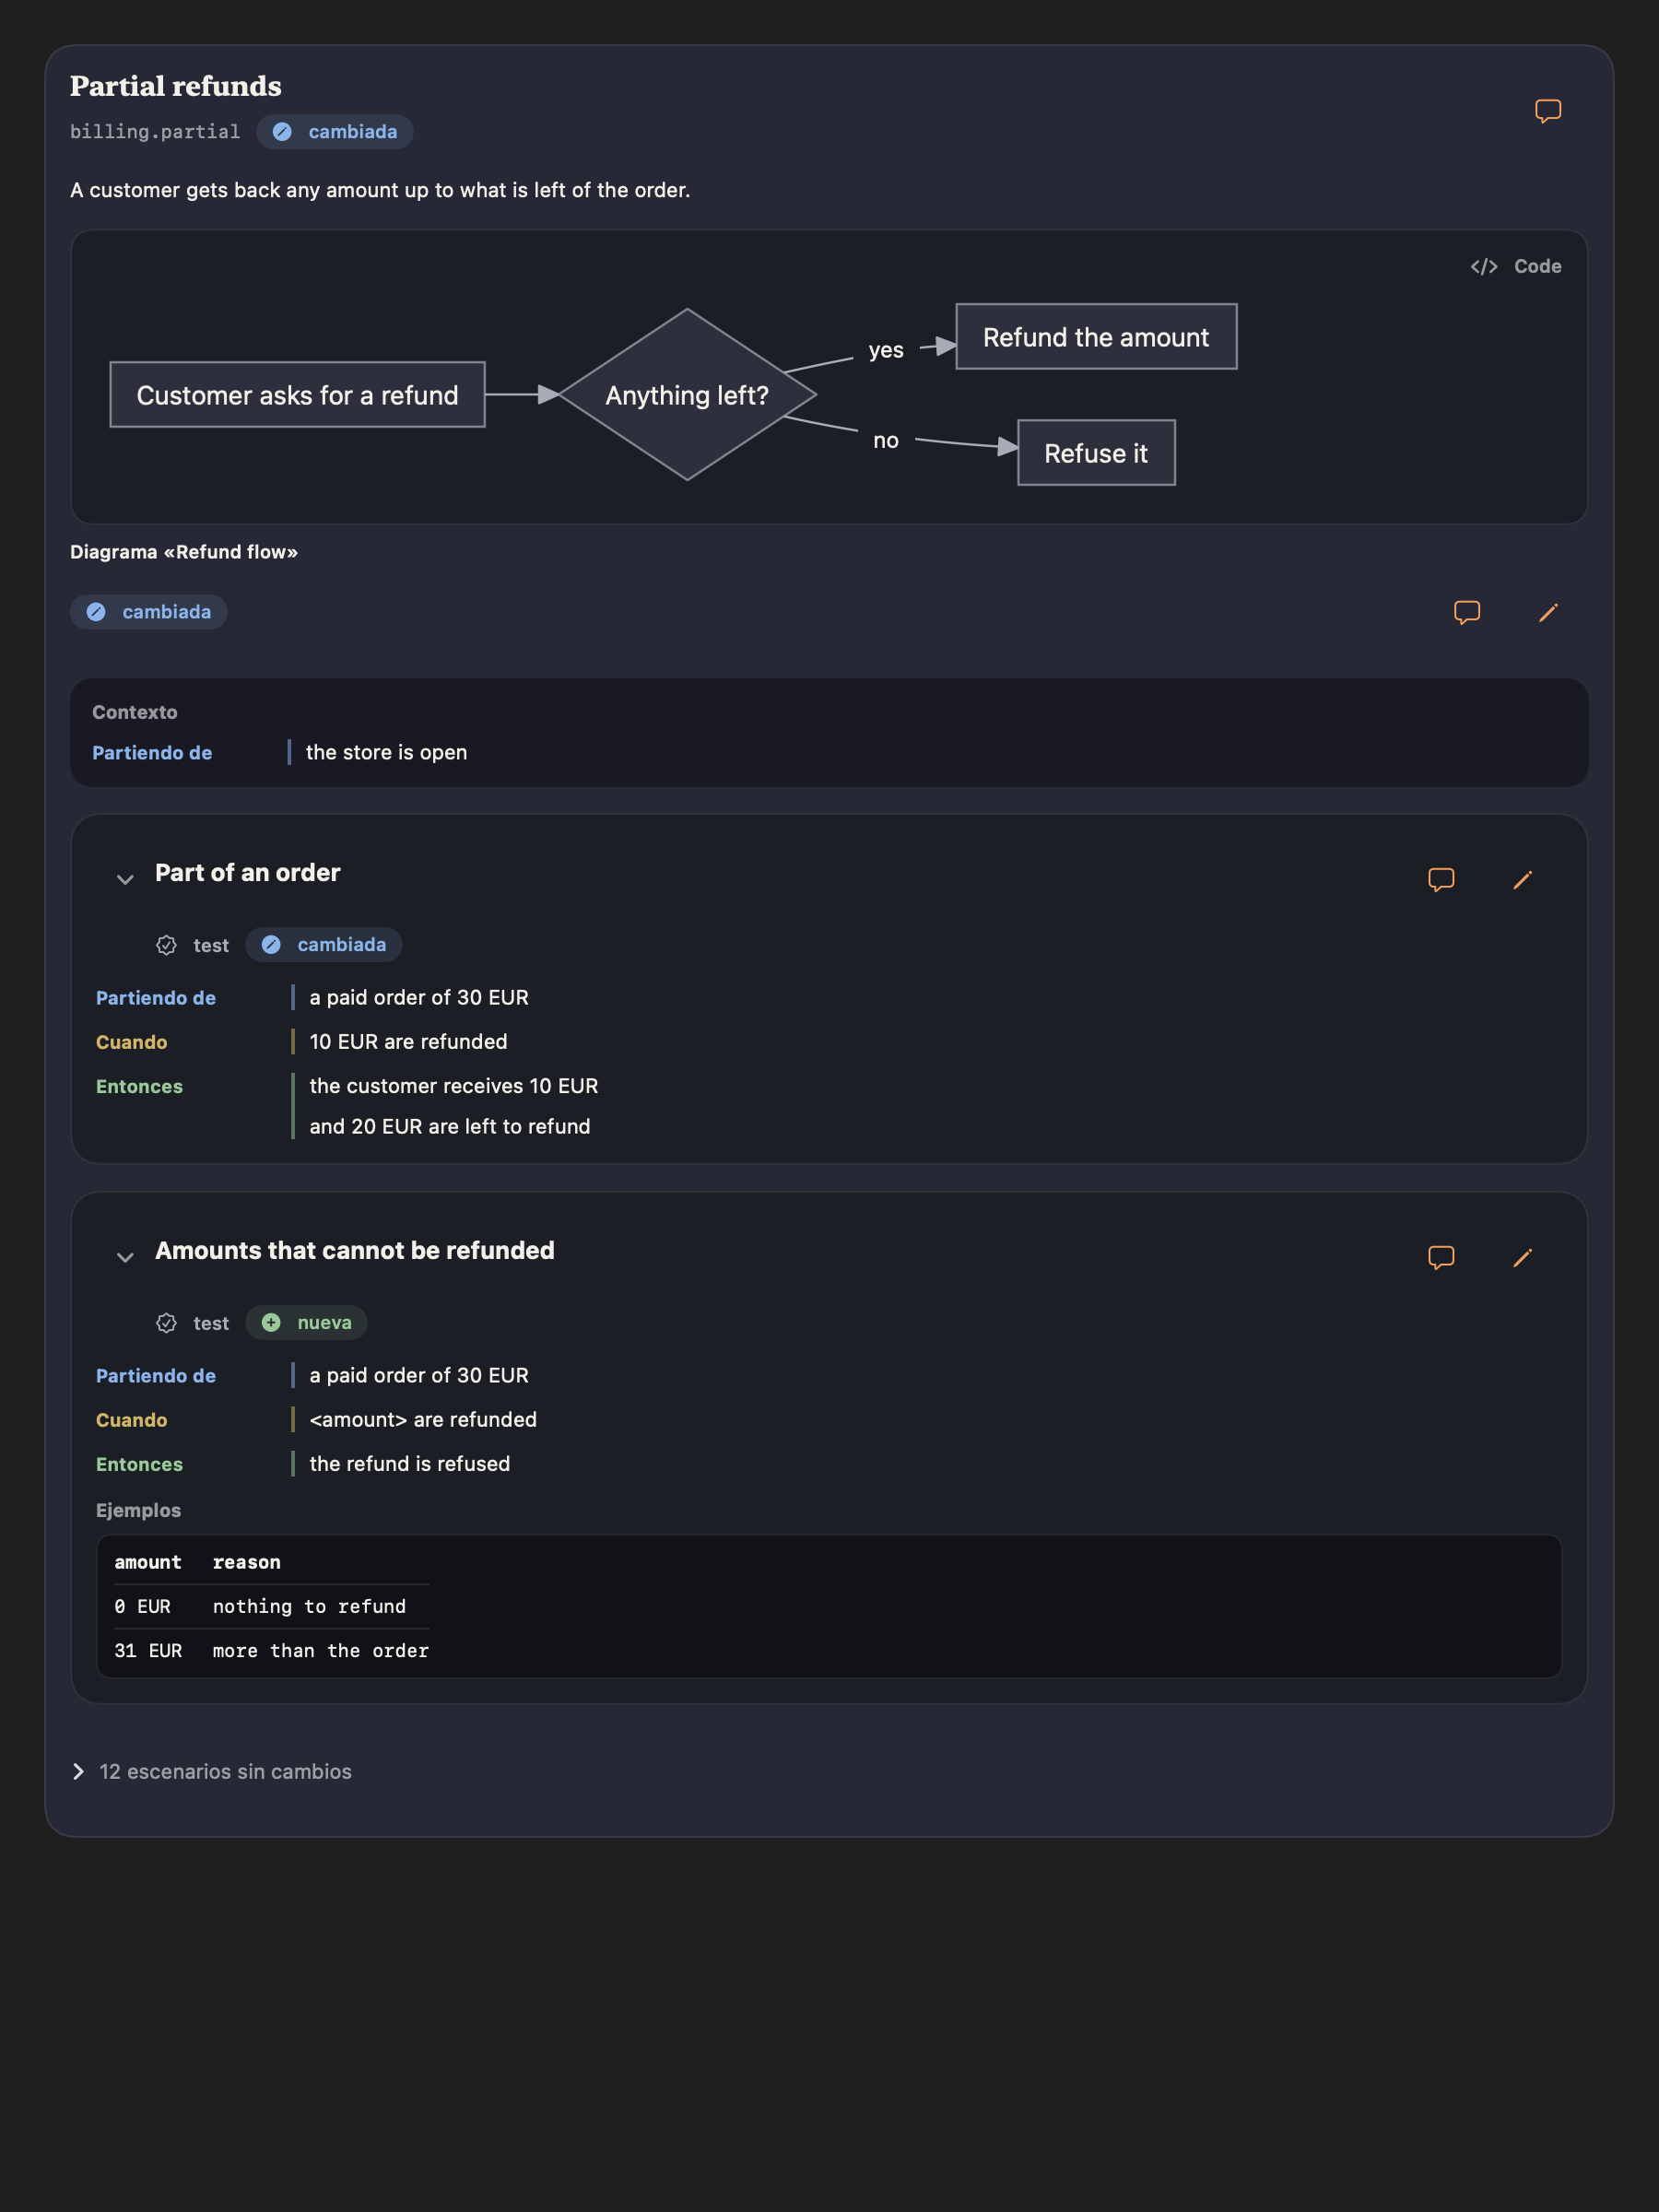 Partial refunds
billing.partial cambiada
A customer gets back any amount up to what is left of the order.
</> Code
Customer asks for a refund
Anything left?
yes
Refund the amount
no
Refuse it
Diagrama «Refund flow»
cambiada
Contexto
Partiendo de the store is open
Part of an order
test cambiada
Partiendo de a paid order of 30 EUR
Cuando 10 EUR are refunded
Entonces the customer receives 10 EUR
and 20 EUR are left to refund
Amounts that cannot be refunded
test nueva
Partiendo de a paid order of 30 EUR
Cuando <amount> are refunded
Entonces the refund is refused
Ejemplos
amount reason
0 EUR nothing to refund
31 EUR more than the order
12 escenarios sin cambios